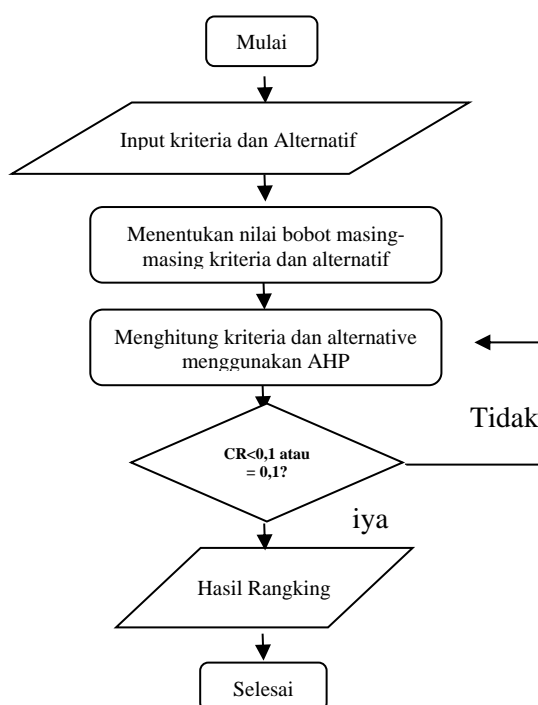 Mulai
Input kriteria dan Alternatif
Menentukan nilai bobot masing-
masing kriteria dan alternatif
Menghitung kriteria dan alternative
menggunakan AHP
Tidak
CR<0,1 atau
= 0,1?
iya
Hasil Rangking
Selesai